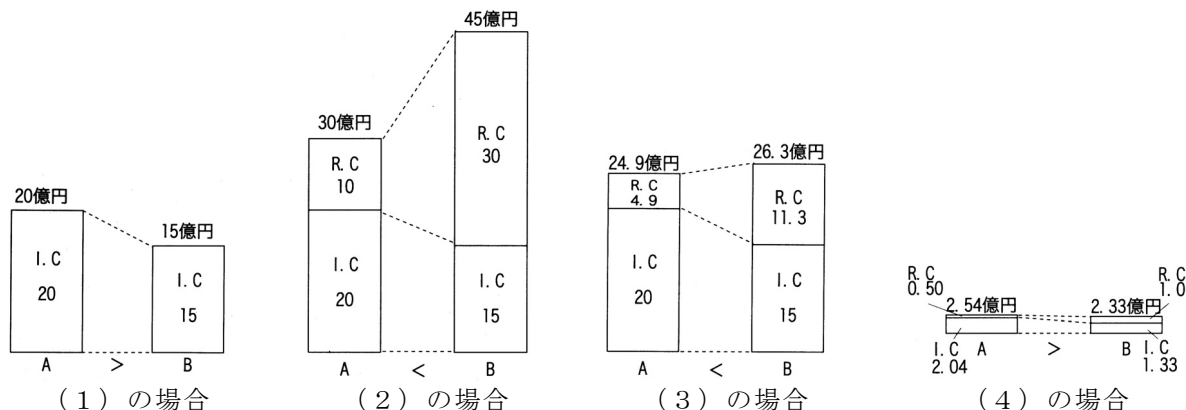 20億円
I.C
20
15億円
I.C
15
A > B
(1)の場合
30億円
R.C
10
I.C
20
45億円
R.C
30
I.C
15
A < B
(2)の場合
24.9億円
R.C
4.9
I.C
20
26.3億円
R.C
11.3
I.C
15
A < B
(3)の場合
R.C
0.50
2.54億円
I.C
2.04
R.C
1.0
2.33億円
I.C
1.33
A > B
(4)の場合